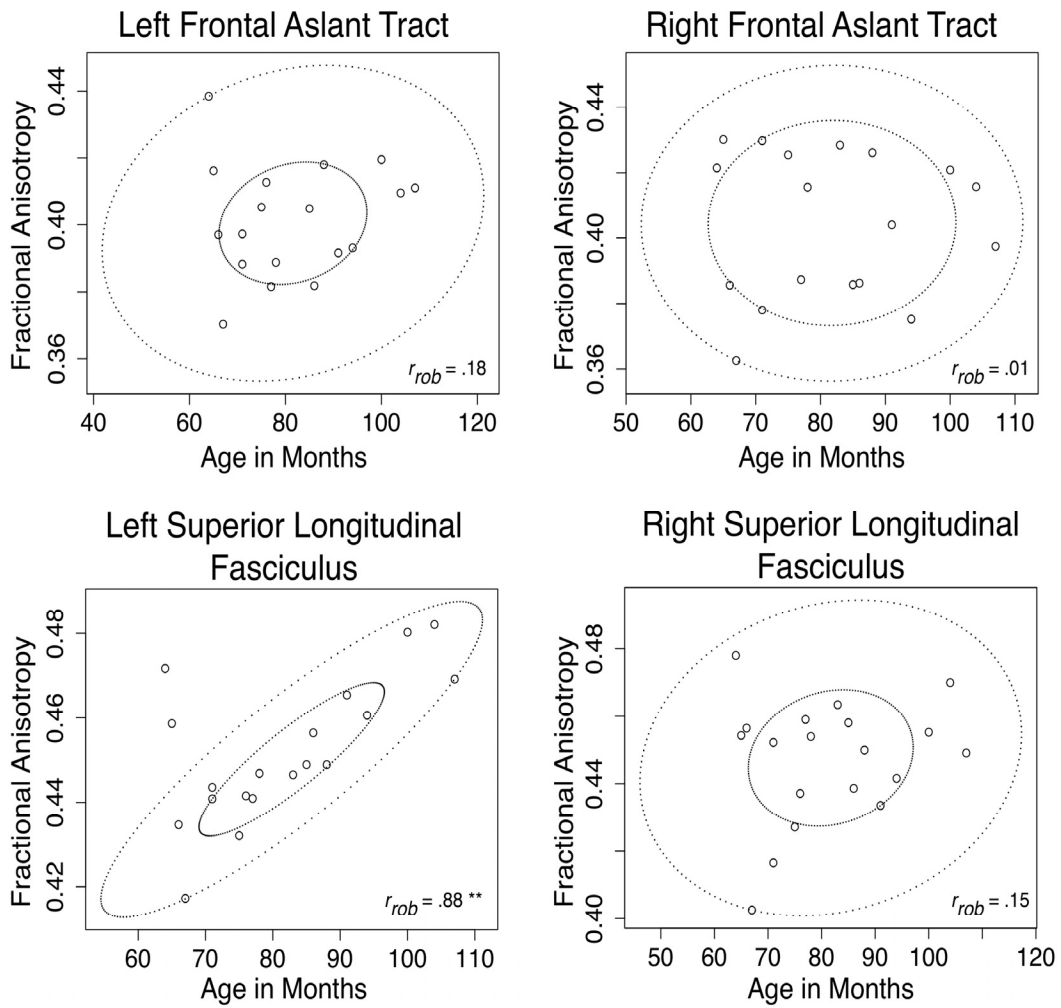 Left Frontal Aslant Tract
Fractional Anisotropy
0.44
0.40
0.36
r_rob = .18
40 60 80 100 120
Age in Months
Right Frontal Aslant Tract
Fractional Anisotropy
0.44
0.40
0.36
r_rob = .01
50 60 70 80 90 100 110
Age in Months
Left Superior Longitudinal
Fasciculus
Fractional Anisotropy
0.48
0.46
0.44
0.42
r_rob = .88 **
60 70 80 90 100 110
Age in Months
Right Superior Longitudinal
Fasciculus
Fractional Anisotropy
0.48
0.44
0.40
r_rob = .15
50 60 70 80 90 100 120
Age in Months